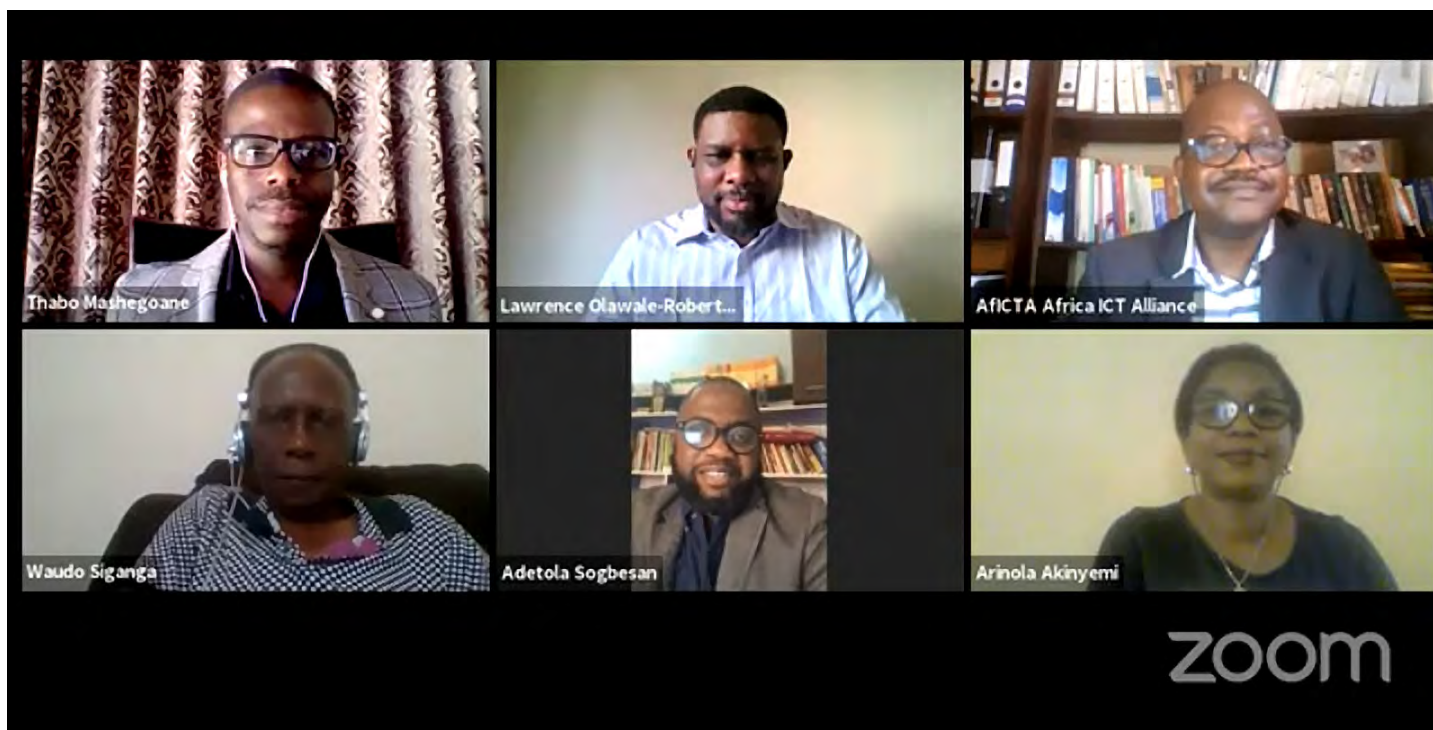 Thabo Mashegoane
Lawrence Olawale-Robert...
AfICTA Africa ICT Alliance
Waudo Siganga
Adetola Sogbesan
Arinola Akinyemi
zoom